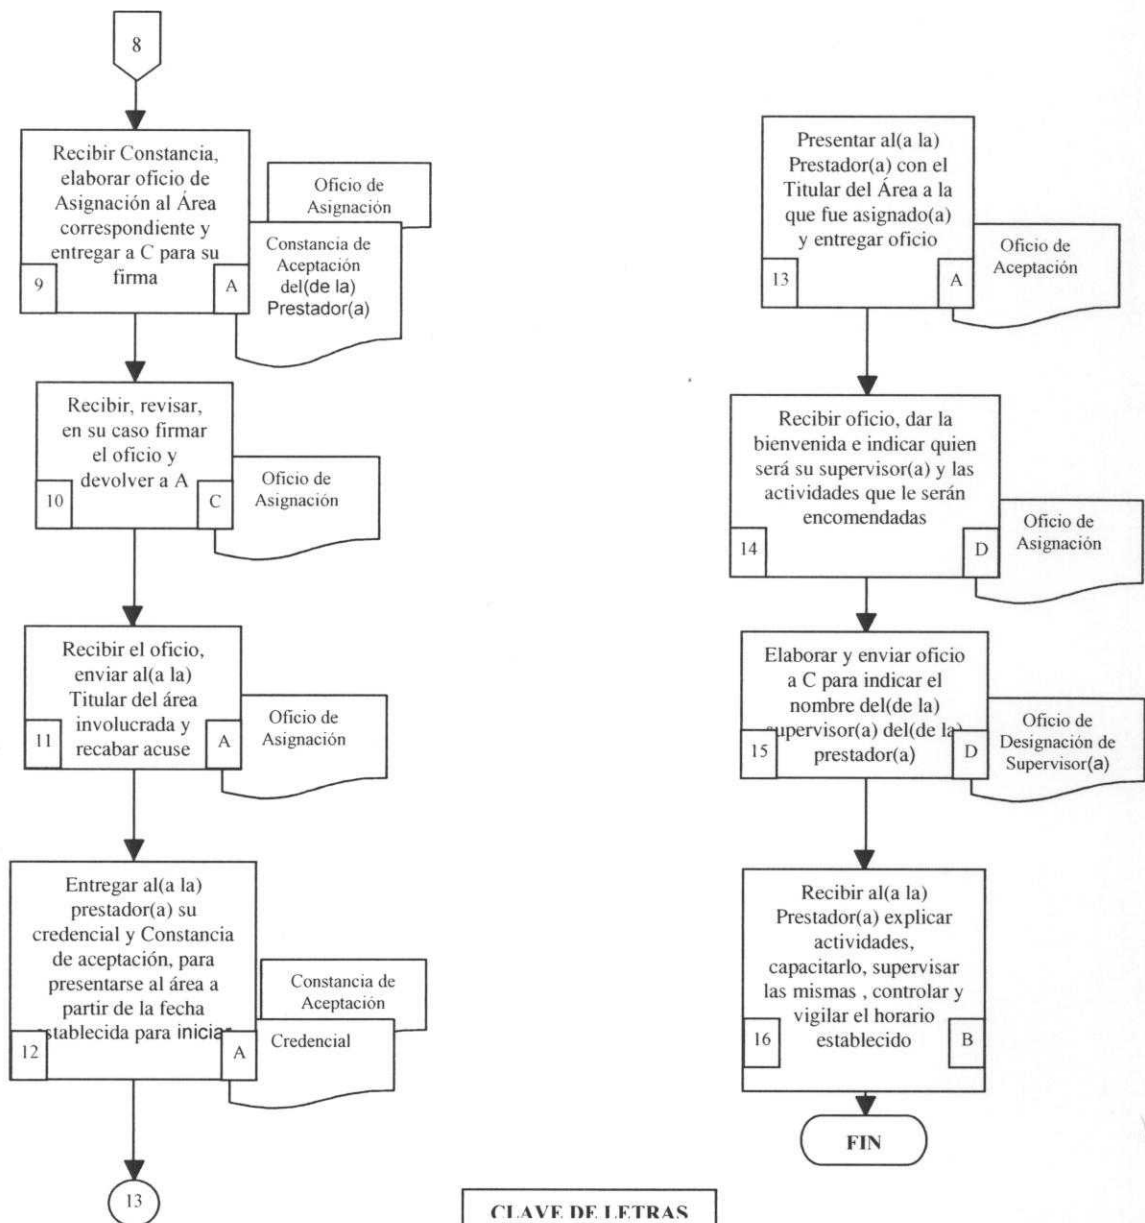 8
Recibir Constancia,
elaborar oficio de
Asignación al Área
correspondiente y
entregar a C para su
firma
9
A
Oficio de
Asignación
Constancia de
Aceptación
del(de la)
Prestador(a)
Recibir, revisar,
en su caso firmar
el oficio y
devolver a A
10
C
Oficio de
Asignación
Recibir el oficio,
enviar al(a la)
Titular del área
involucrada y
recabar acuse
11
A
Oficio de
Asignación
Entregar al(a la)
prestador(a) su
credencial y Constancia
de aceptación, para
presentarse al área a
partir de la fecha
establecida para iniciar
12
A
Constancia de
Aceptación
Credencial
13
Presentar al(a la)
Prestador(a) con el
Titular del Área a la
que fue asignado(a)
y entregar oficio
13
A
Oficio de
Aceptación
Recibir oficio, dar la
bienvenida e indicar quien
será su supervisor(a) y las
actividades que le serán
encomendadas
14
D
Oficio de
Asignación
Elaborar y enviar oficio
a C para indicar el
nombre del(de la)
supervisor(a) del(de la)
prestador(a)
15
D
Oficio de
Designación de
Supervisor(a)
Recibir al(a la)
Prestador(a) explicar
actividades,
capacitarlo, supervisar
las mismas , controlar y
vigilar el horario
establecido
16
B
FIN
CLAVE DE LETRAS